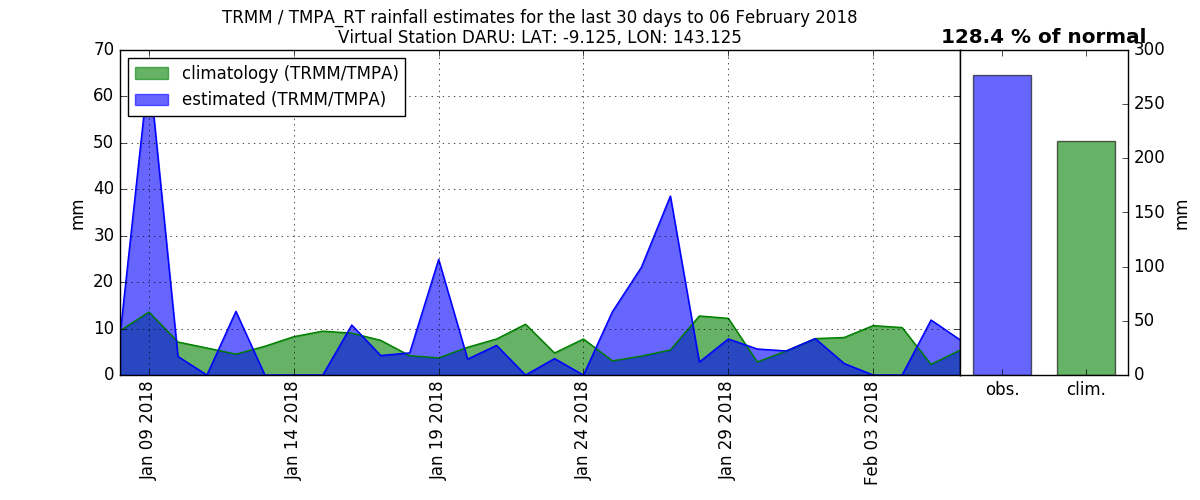 TRMM / TMPA_RT rainfall estimates for the last 30 days to 06 February 2018
Virtual Station DARU: LAT: -9.125, LON: 143.125
128.4 % of normal
climatology (TRMM/TMPA)
estimated (TRMM/TMPA)
mm
70
60
50
40
30
20
10
0
Jan 09 2018
Jan 14 2018
Jan 19 2018
Jan 24 2018
Jan 29 2018
Feb 03 2018
obs.
clim.
300
250
200
150
100
50
0
mm